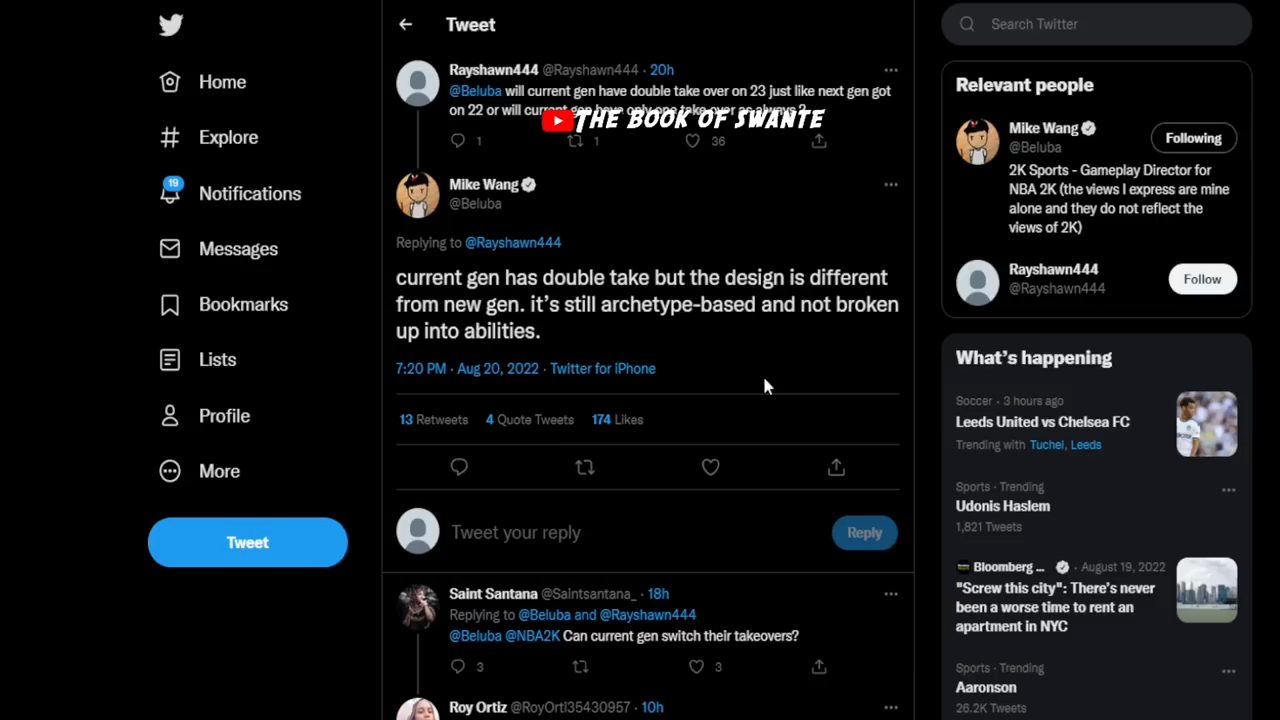 Home
Explore
19
Notifications
Messages
Bookmarks
Lists
Profile
More
Tweet
Tweet
Rayshawn444 @Rayshawn444 · 20h
@Beluba will current gen have double take over on 23 just like next gen got
on 22 or will current gen have only one take over as always ?
THE BOOK OF SWANTE
1
1
36
Mike Wang
@Beluba
Replying to @Rayshawn444
current gen has double take but the design is different
from new gen. it's still archetype-based and not broken
up into abilities.
7:20 PM · Aug 20, 2022 · Twitter for iPhone
13 Retweets 4 Quote Tweets 174 Likes
Tweet your reply
Reply
Saint Santana @Saintsantana_ · 18h
Replying to @Beluba and @Rayshawn444
@Beluba @NBA2K Can current gen switch their takeovers?
3
3
Roy Ortiz @RoyOrtI35430957 · 10h
Search Twitter
Relevant people
Mike Wang
@Beluba
Following
2K Sports - Gameplay Director for
NBA 2K (the views I express are mine
alone and they do not reflect the
views of 2K)
Rayshawn444
@Rayshawn444
Follow
What's happening
Soccer · 3 hours ago
Leeds United vs Chelsea FC
Trending with Tuchel, Leeds
Sports · Trending
Udonis Haslem
1,821 Tweets
Bloomberg ... · August 19, 2022
"Screw this city": There's never
been a worse time to rent an
apartment in NYC
Sports · Trending
Aaronson
26.2K Tweets